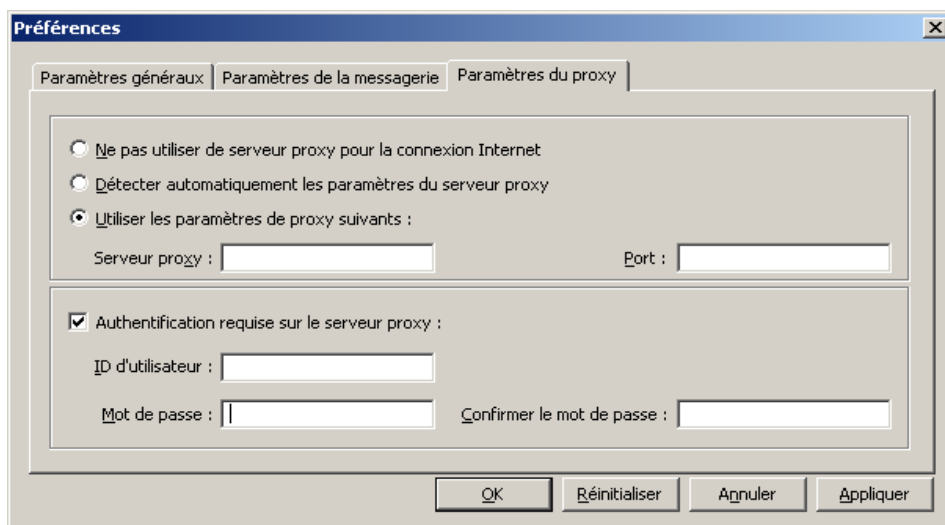 Préférences
Paramètres généraux Paramètres de la messagerie Paramètres du proxy
Ne pas utiliser de serveur proxy pour la connexion Internet
Détecter automatiquement les paramètres du serveur proxy
Utiliser les paramètres de proxy suivants :
Serveur proxy : Port :
Authentification requise sur le serveur proxy :
ID d'utilisateur :
Mot de passe : Confirmer le mot de passe :
OK Réinitialiser Annuler Appliquer